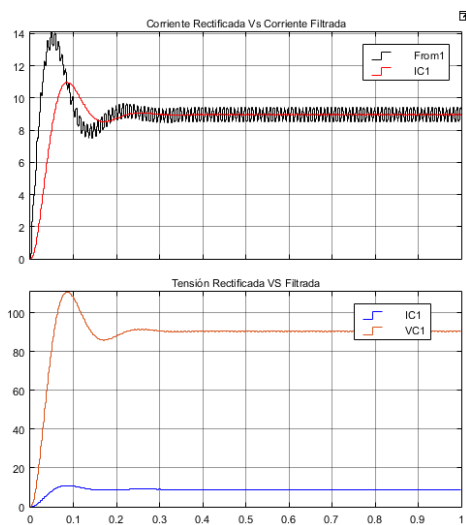 Corriente Rectificada Vs Corriente Filtrada
14
From1
IC1
12
10
8
6
4
2
0
Tensión Rectificada VS Filtrada
IC1
VC1
100
80
60
40
20
0
0 0.1 0.2 0.3 0.4 0.5 0.6 0.7 0.8 0.9 1